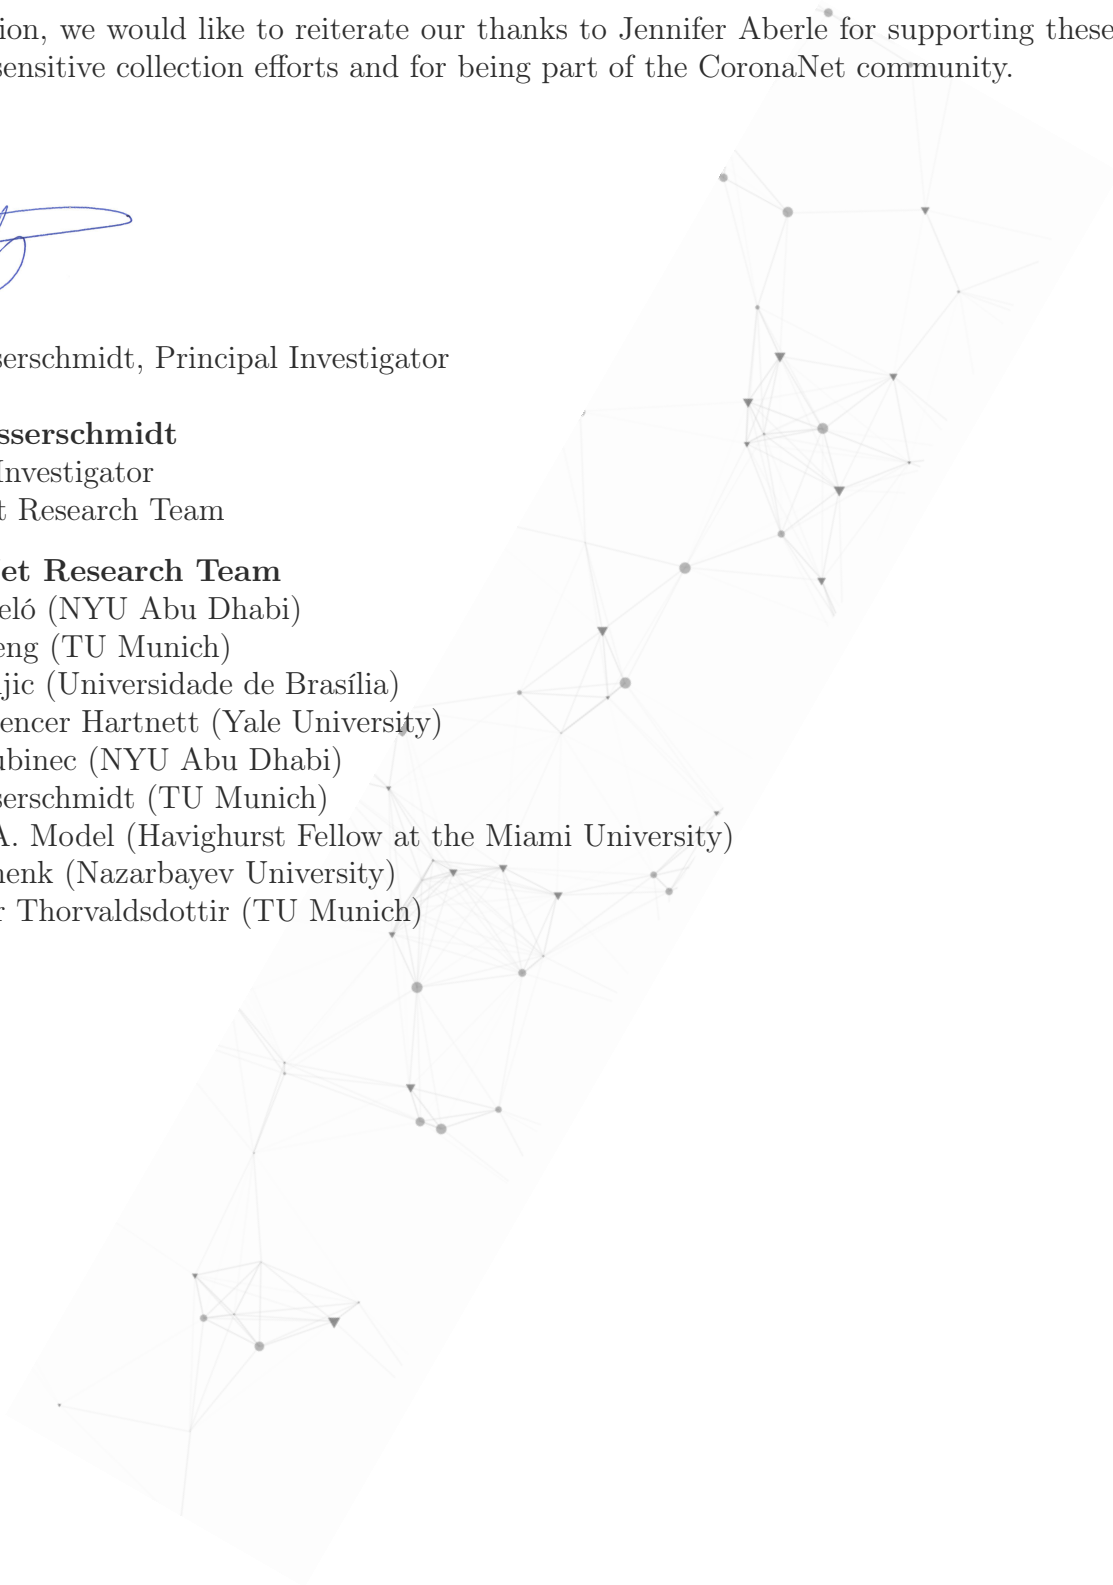 ion, we would like to reiterate our thanks to Jennifer Aberle for supporting these
sensitive collection efforts and for being part of the CoronaNet community.
serschmidt, Principal Investigator
sserschmidt
Investigator
t Research Team
et Research Team
eló (NYU Abu Dhabi)
eng (TU Munich)
jic (Universidade de Brasília)
encer Hartnett (Yale University)
ubinec (NYU Abu Dhabi)
serschmidt (TU Munich)
A. Model (Havighurst Fellow at the Miami University)
henk (Nazarbayev University)
r Thorvaldsdottir (TU Munich)